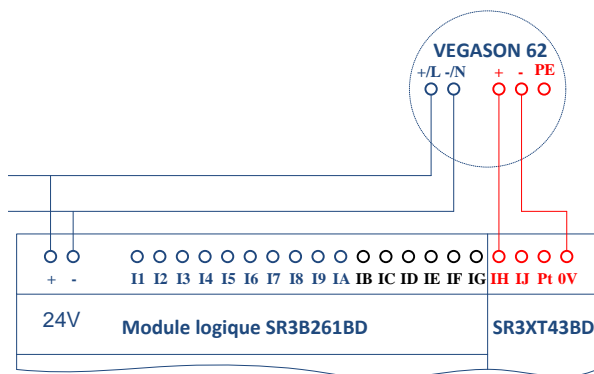 VEGASON 62
+/L -/N + - PE
+ - I1 I2 I3 I4 I5 I6 I7 I8 I9 IA IB IC ID IE IF IG IH IJ Pt 0V
24V Module logique SR3B261BD SR3XT43BD